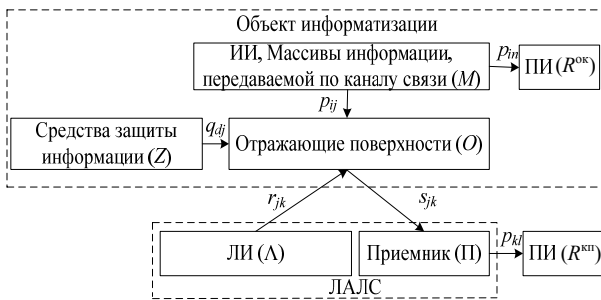 Объект информатизации
ИИ, Массивы информации,
передаваемой по каналу связи (M)
p_in
ПИ (R^ок)
p_ij
Средства защиты
информации (Z)
q_dj
Отражающие поверхности (O)
r_jk
s_jk
ЛИ (Λ)
Приемник (П)
p_kl
ПИ (R^кп)
ЛАЛС